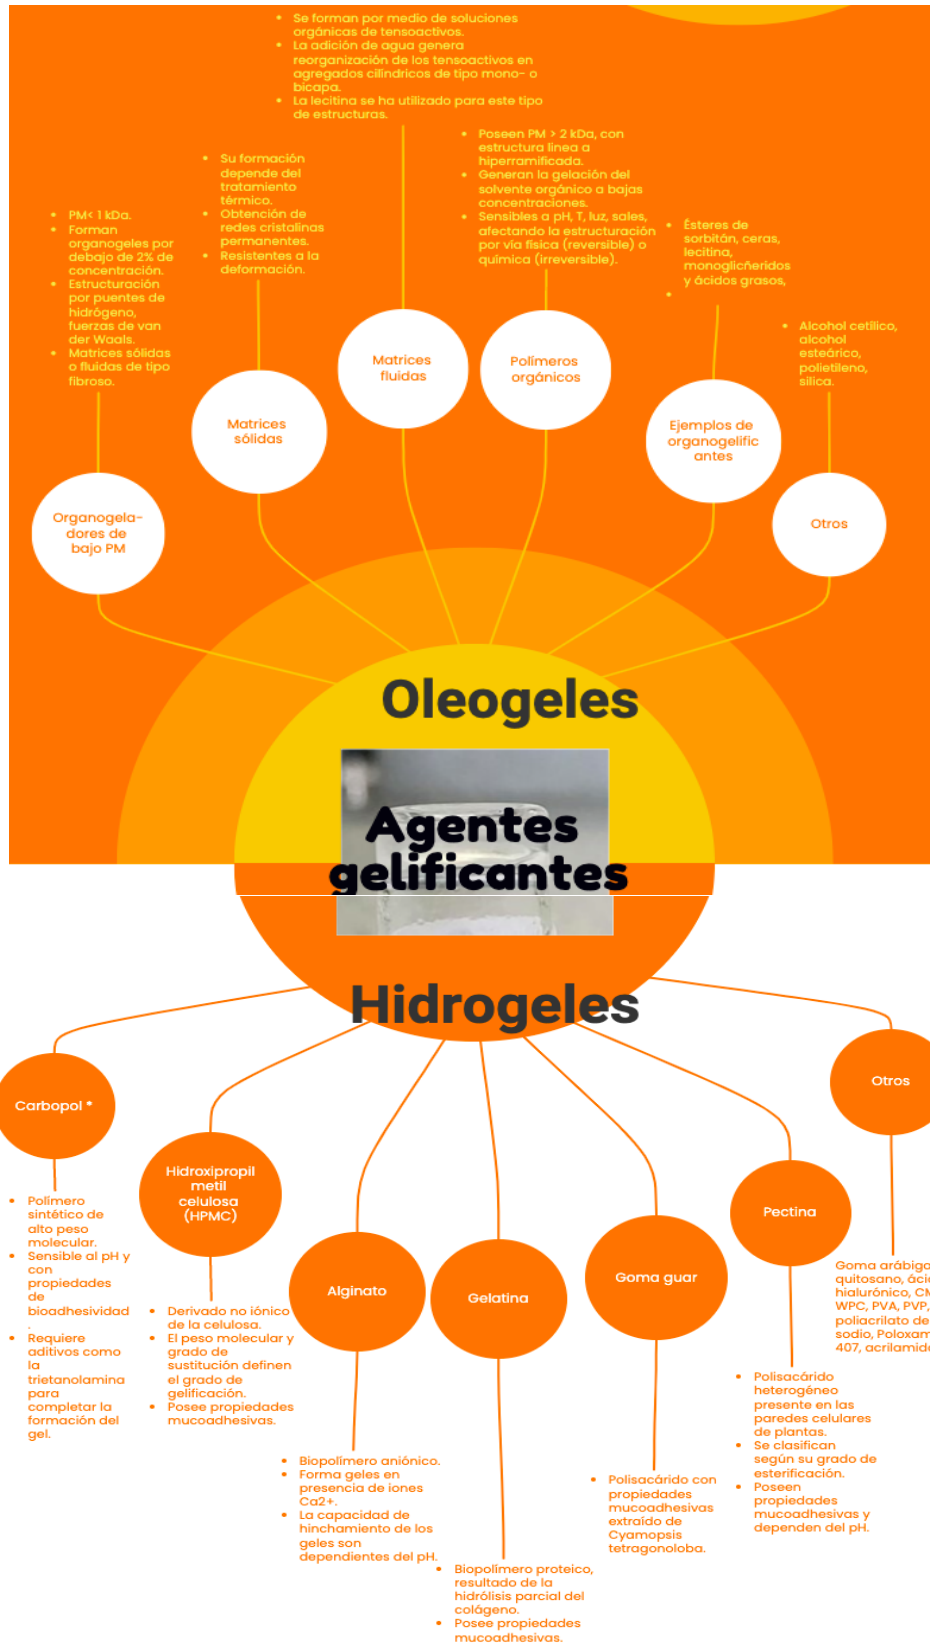 • Se forman por medio de soluciones
orgánicas de tensoactivos.
• La adición de agua genera
reorganización de los tensoactivos en
agregados cilíndricos de tipo mono- o
bicapa.
• La lecitina se ha utilizado para este tipo
de estructuras.
• Poseen PM > 2 kDa, con
estructura línea a
hiperramificada.
• Generan la gelación del
solvente orgánico a bajas
concentraciones.
• Sensibles a pH, T, luz, sales,
afectando la estructuración
por vía física (reversible) o
química (irreversible).
• Su formación
depende del
tratamiento
térmico.
• Obtención de
redes cristalinas
permanentes.
• Resistentes a la
deformación.
• PM< 1 kDa.
• Forman
organogeles por
debajo de 2% de
concentración.
• Estructuración
por puentes de
hidrógeno,
fuerzas de van
der Waals.
• Matrices sólidas
o fluidas de tipo
fibroso.
• Ésteres de
sorbitán, ceras,
lecitina,
monoglicñeridos
y ácidos grasos,
•
• Alcohol cetílico,
alcohol
esteárico,
polietileno,
silica.
Matrices
fluidas
Polímeros
orgánicos
Matrices
sólidas
Ejemplos de
organogelific
antes
Organogela-
dores de
bajo PM
Otros
Oleogeles
Agentes
gelificantes
Hidrogeles
Carbopol *
Hidroxipropil
metil
celulosa
(HPMC)
Alginato
Gelatina
Goma guar
Pectina
Otros
• Polímero
sintético de
alto peso
molecular.
• Sensible al pH y
con
propiedades
de
bioadhesividad
.
• Requiere
aditivos como
la
trietanolamina
para
completar la
formación del
gel.
• Derivado no iónico
de la celulosa.
• El peso molecular y
grado de
sustitución definen
el grado de
gelificación.
• Posee propiedades
mucoadhesivas.
• Biopolímero aniónico.
• Forma geles en
presencia de iones
Ca2+.
• La capacidad de
hinchamiento de los
geles son
dependientes del pH.
• Biopolímero proteico,
resultado de la
hidrólisis parcial del
colágeno.
• Posee propiedades
mucoadhesivas.
• Polisacárido con
propiedades
mucoadhesivas
extraído de
Cyamopsis
tetragonoloba.
• Polisacárido
heterogéneo
presente en las
paredes celulares
de plantas.
• Se clasifican
según su grado de
esterificación.
• Poseen
propiedades
mucoadhesivas y
dependen del pH.
Goma arábiga
quitosano,
hialurónico,
WPC, PVA, PVP,
poliacrilato de
sodio,
407,